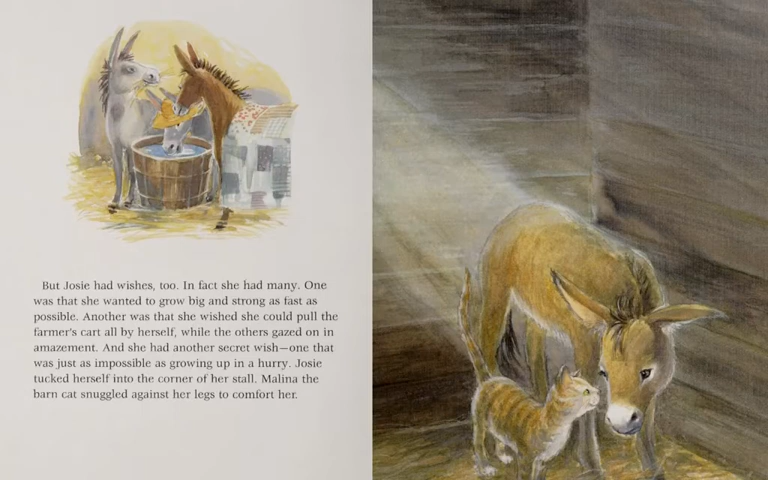 But Josie had wishes, too. In fact she had many. One
was that she wanted to grow big and strong as fast as
possible. Another was that she wished she could pull the
farmer's cart all by herself, while the others gazed on in
amazement. And she had another secret wish—one that
was just as impossible as growing up in a hurry. Josie
tucked herself into the corner of her stall. Malina the
barn cat snuggled against her legs to comfort her.